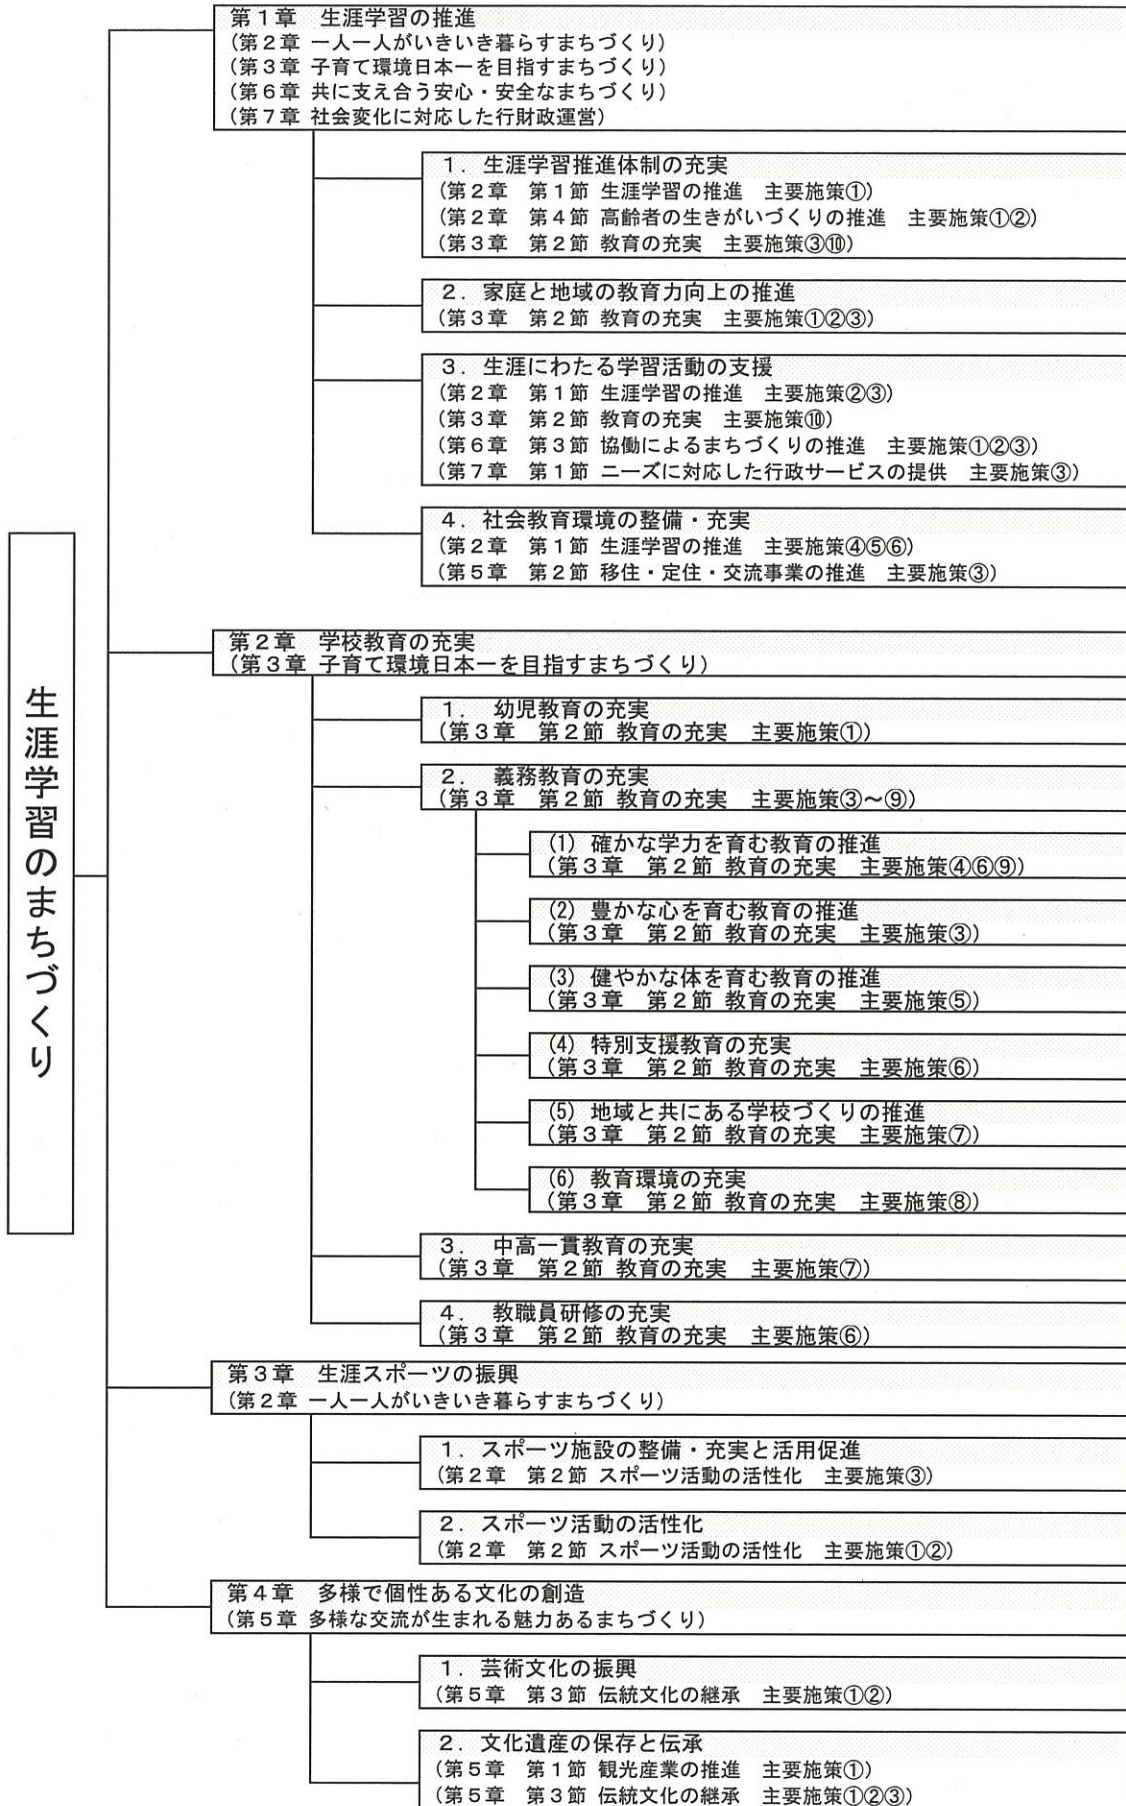 生涯学習のまちづくり
第１章　生涯学習の推進
(第２章 一人一人がいきいき暮らすまちづくり)
(第３章 子育て環境日本一を目指すまちづくり)
(第６章 共に支え合う安心・安全なまちづくり)
(第７章 社会変化に対応した行財政運営)
１．生涯学習推進体制の充実
(第２章　第１節 生涯学習の推進　主要施策①)
(第２章　第４節 高齢者の生きがいづくりの推進　主要施策①②)
(第３章　第２節 教育の充実　主要施策③⑩)
２．家庭と地域の教育力向上の推進
(第３章　第２節 教育の充実　主要施策①②③)
３．生涯にわたる学習活動の支援
(第２章　第１節 生涯学習の推進　主要施策②③)
(第３章　第２節 教育の充実　主要施策⑩)
(第６章　第３節 協働によるまちづくりの推進　主要施策①②③)
(第７章　第１節 ニーズに対応した行政サービスの提供　主要施策③)
４．社会教育環境の整備・充実
(第２章　第１節 生涯学習の推進　主要施策④⑤⑥)
(第５章　第２節 移住・定住・交流事業の推進　主要施策③)
第２章　学校教育の充実
(第３章 子育て環境日本一を目指すまちづくり)
１．　幼児教育の充実
(第３章　第２節 教育の充実　主要施策①)
２．　義務教育の充実
(第３章　第２節 教育の充実　主要施策③～⑨)
(1) 確かな学力を育む教育の推進
(第３章　第２節 教育の充実　主要施策④⑥⑨)
(2) 豊かな心を育む教育の推進
(第３章　第２節 教育の充実　主要施策③)
(3) 健やかな体を育む教育の推進
(第３章　第２節 教育の充実　主要施策⑤)
(4) 特別支援教育の充実
(第３章　第２節 教育の充実　主要施策⑥)
(5) 地域と共にある学校づくりの推進
(第３章　第２節 教育の充実　主要施策⑦)
(6) 教育環境の充実
(第３章　第２節 教育の充実　主要施策⑧)
３．　中高一貫教育の充実
(第３章　第２節 教育の充実　主要施策⑦)
４．　教職員研修の充実
(第３章　第２節 教育の充実　主要施策⑥)
第３章　生涯スポーツの振興
(第２章 一人一人がいきいき暮らすまちづくり)
１．スポーツ施設の整備・充実と活用促進
(第２章　第２節 スポーツ活動の活性化　主要施策③)
２．スポーツ活動の活性化
(第２章　第２節 スポーツ活動の活性化　主要施策①②)
第４章　多様で個性ある文化の創造
(第５章 多様な交流が生まれる魅力あるまちづくり)
１．芸術文化の振興
(第５章　第３節 伝統文化の継承　主要施策①②)
２．文化遺産の保存と伝承
(第５章　第１節 観光産業の推進　主要施策①)
(第５章　第３節 伝統文化の継承　主要施策①②③)